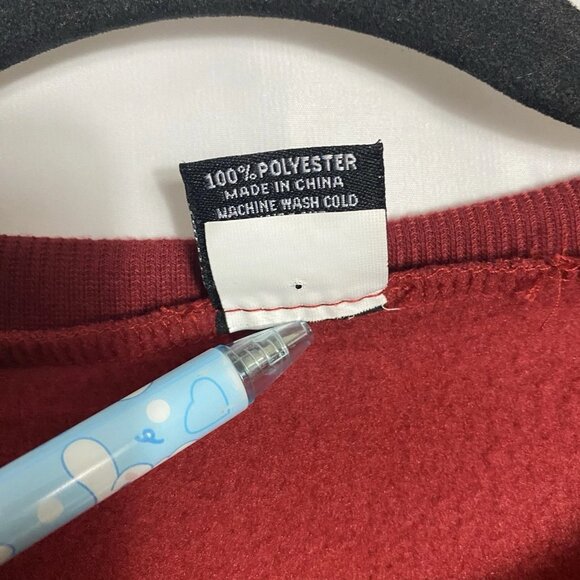 100% POLYESTER
MADE IN CHINA
MACHINE WASH COLD